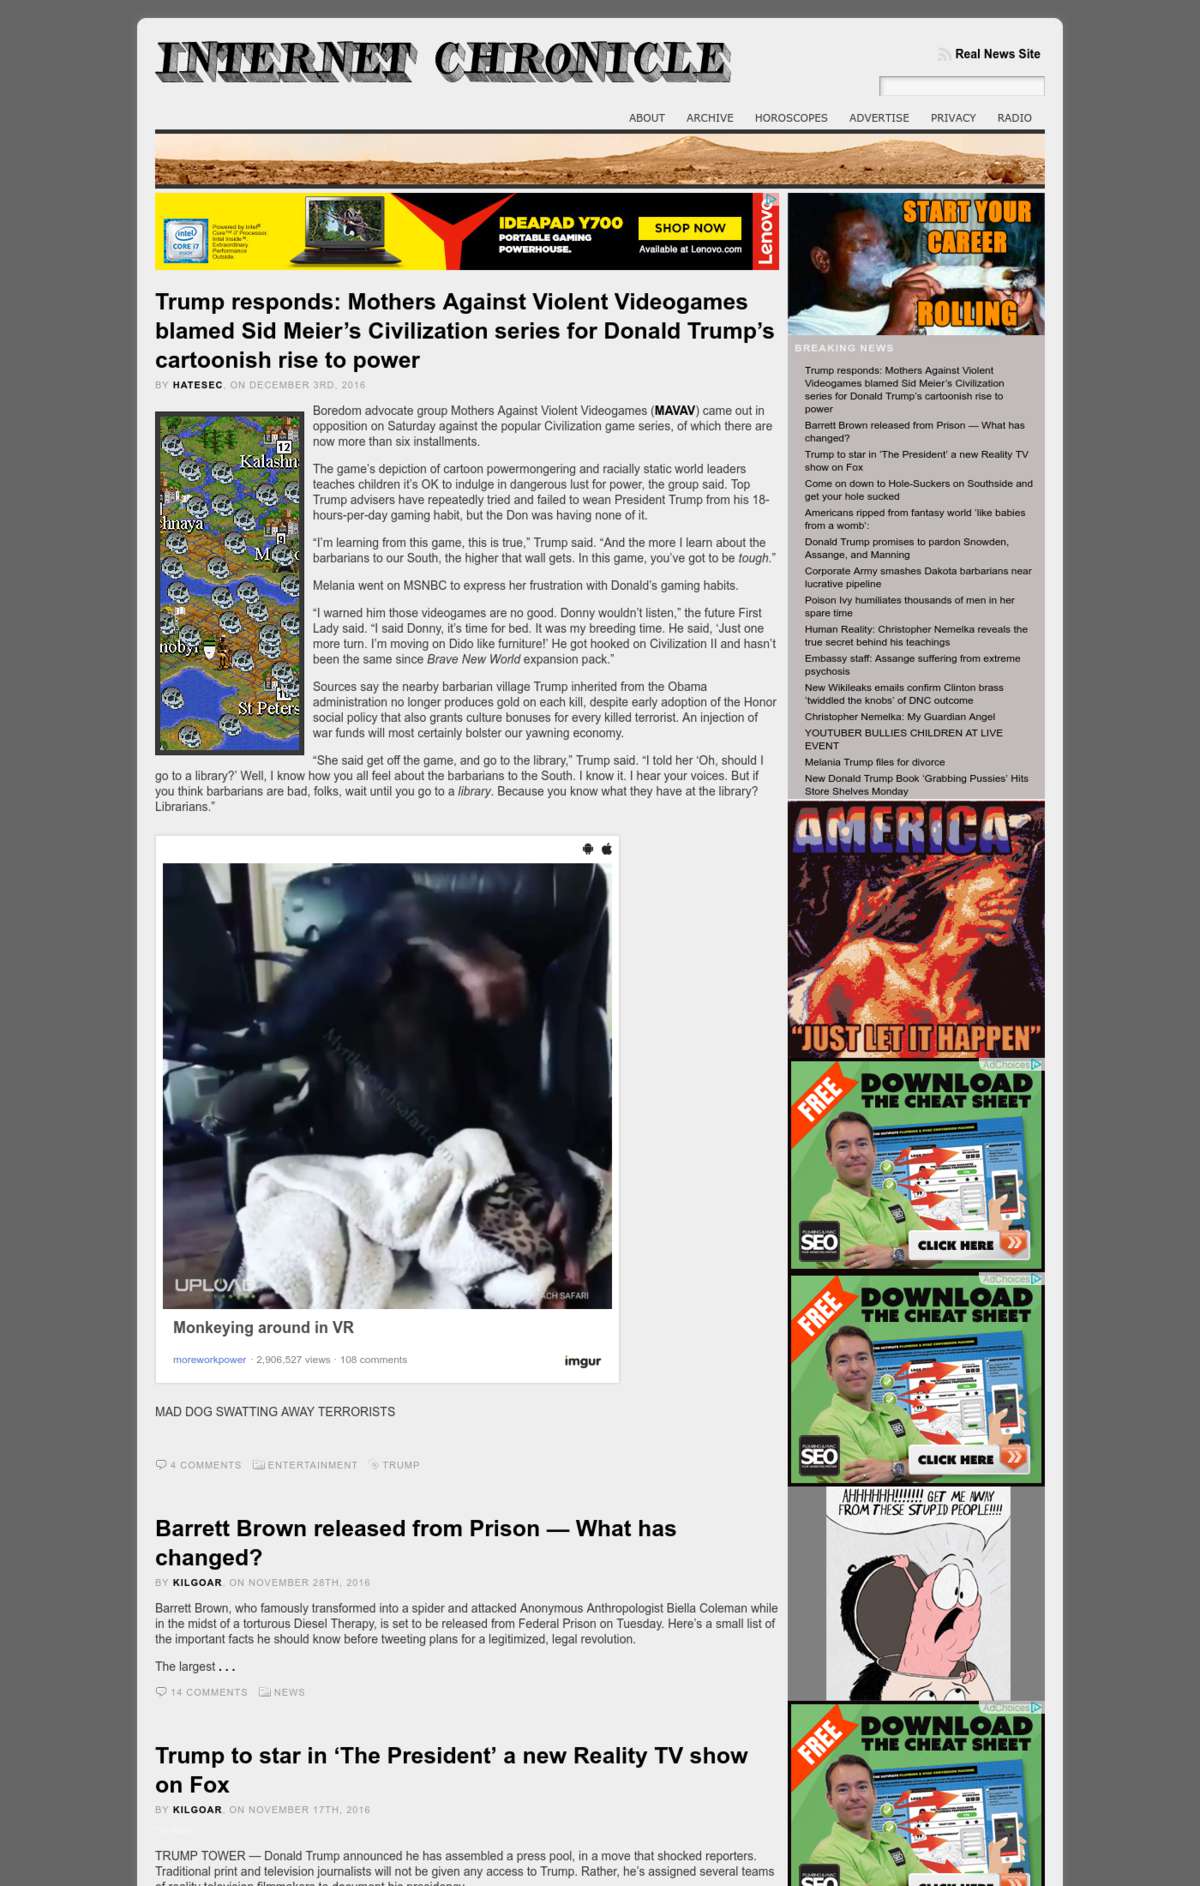 INTERNET CHRONICLE
Real News Site
ABOUT ARCHIVE HOROSCOPES ADVERTISE PRIVACY RADIO
intel
CORE i7
inside
Powered by Intel®
Core™ i7 Processor.
Intel Inside™.
Extraordinary
Performance
Outside.
IDEAPAD Y700
PORTABLE GAMING
POWERHOUSE.
SHOP NOW
Available at Lenovo.com
Lenovo
START YOUR
CAREER
ROLLING
Trump responds: Mothers Against Violent Videogames
blamed Sid Meier’s Civilization series for Donald Trump’s
cartoonish rise to power
BY HATESEC, ON DECEMBER 3RD, 2016
12
Kalashn
hnaya
9
M
nobyl
St Peters
Boredom advocate group Mothers Against Violent Videogames (MAVAV) came out in
opposition on Saturday against the popular Civilization game series, of which there are
now more than six installments.
The game’s depiction of cartoon powermongering and racially static world leaders
teaches children it’s OK to indulge in dangerous lust for power, the group said. Top
Trump advisers have repeatedly tried and failed to wean President Trump from his 18-
hours-per-day gaming habit, but the Don was having none of it.
“I’m learning from this game, this is true,” Trump said. “And the more I learn about the
barbarians to our South, the higher that wall gets. In this game, you’ve got to be tough.”
Melania went on MSNBC to express her frustration with Donald’s gaming habits.
“I warned him those videogames are no good. Donny wouldn’t listen,” the future First
Lady said. “I said Donny, it’s time for bed. It was my breeding time. He said, ‘Just one
more turn. I’m moving on Dido like furniture!’ He got hooked on Civilization II and hasn’t
been the same since Brave New World expansion pack.”
Sources say the nearby barbarian village Trump inherited from the Obama
administration no longer produces gold on each kill, despite early adoption of the Honor
social policy that also grants culture bonuses for every killed terrorist. An injection of
war funds will most certainly bolster our yawning economy.
“She said get off the game, and go to the library,” Trump said. “I told her ‘Oh, should I
go to a library?’ Well, I know how you all feel about the barbarians to the South. I know it. I hear your voices. But if
you think barbarians are bad, folks, wait until you go to a library. Because you know what they have at the library?
Librarians.”
Myrtlebeachsafari.c
UPLOAD
ACH SAFARI
Monkeying around in VR
moreworkpower · 2,906,527 views · 108 comments
imgur
MAD DOG SWATTING AWAY TERRORISTS
4 COMMENTS ENTERTAINMENT TRUMP
Barrett Brown released from Prison — What has
changed?
BY KILGOAR, ON NOVEMBER 28TH, 2016
Barrett Brown, who famously transformed into a spider and attacked Anonymous Anthropologist Biella Coleman while
in the midst of a torturous Diesel Therapy, is set to be released from Federal Prison on Tuesday. Here’s a small list of
the important facts he should know before tweeting plans for a legitimized, legal revolution.
The largest . . .
14 COMMENTS NEWS
Trump to star in ‘The President’ a new Reality TV show
on Fox
BY KILGOAR, ON NOVEMBER 17TH, 2016
TRUMP TOWER — Donald Trump announced he has assembled a press pool, in a move that shocked reporters.
Traditional print and television journalists will not be given any access to Trump. Rather, he’s assigned several teams
of reality television filmmakers to document his presidency.
BREAKING NEWS
Trump responds: Mothers Against Violent
Videogames blamed Sid Meier’s Civilization
series for Donald Trump’s cartoonish rise to
power
Barrett Brown released from Prison — What has
changed?
Trump to star in ‘The President’ a new Reality TV
show on Fox
Come on down to Hole-Suckers on Southside and
get your hole sucked
Americans ripped from fantasy world ‘like babies
from a womb’:
Donald Trump promises to pardon Snowden,
Assange, and Manning
Corporate Army smashes Dakota barbarians near
lucrative pipeline
Poison Ivy humiliates thousands of men in her
spare time
Human Reality: Christopher Nemelka reveals the
true secret behind his teachings
Embassy staff: Assange suffering from extreme
psychosis
New Wikileaks emails confirm Clinton brass
‘twiddled the knobs’ of DNC outcome
Christopher Nemelka: My Guardian Angel
YOUTUBER BULLIES CHILDREN AT LIVE
EVENT
Melania Trump files for divorce
New Donald Trump Book ‘Grabbing Pussies’ Hits
Store Shelves Monday
AMERICA
“JUST LET IT HAPPEN”
AdChoices
FREE
DOWNLOAD
THE CHEAT SHEET
THE ULTIMATE PLUMBING & HVAC CONVERSION MACHINE
PLUMBING & HVAC
SEO
CLICK HERE
AdChoices
FREE
DOWNLOAD
THE CHEAT SHEET
PLUMBING & HVAC
SEO
CLICK HERE
AHHHHHH!!!!!!! GET ME AWAY
FROM THESE STUPID PEOPLE!!!!
AdChoices
FREE
DOWNLOAD
THE CHEAT SHEET
THE ULTIMATE PLUMBING & HVAC CONVERSION MACHINE
PLUMBING & HVAC
SEO
CLICK HERE